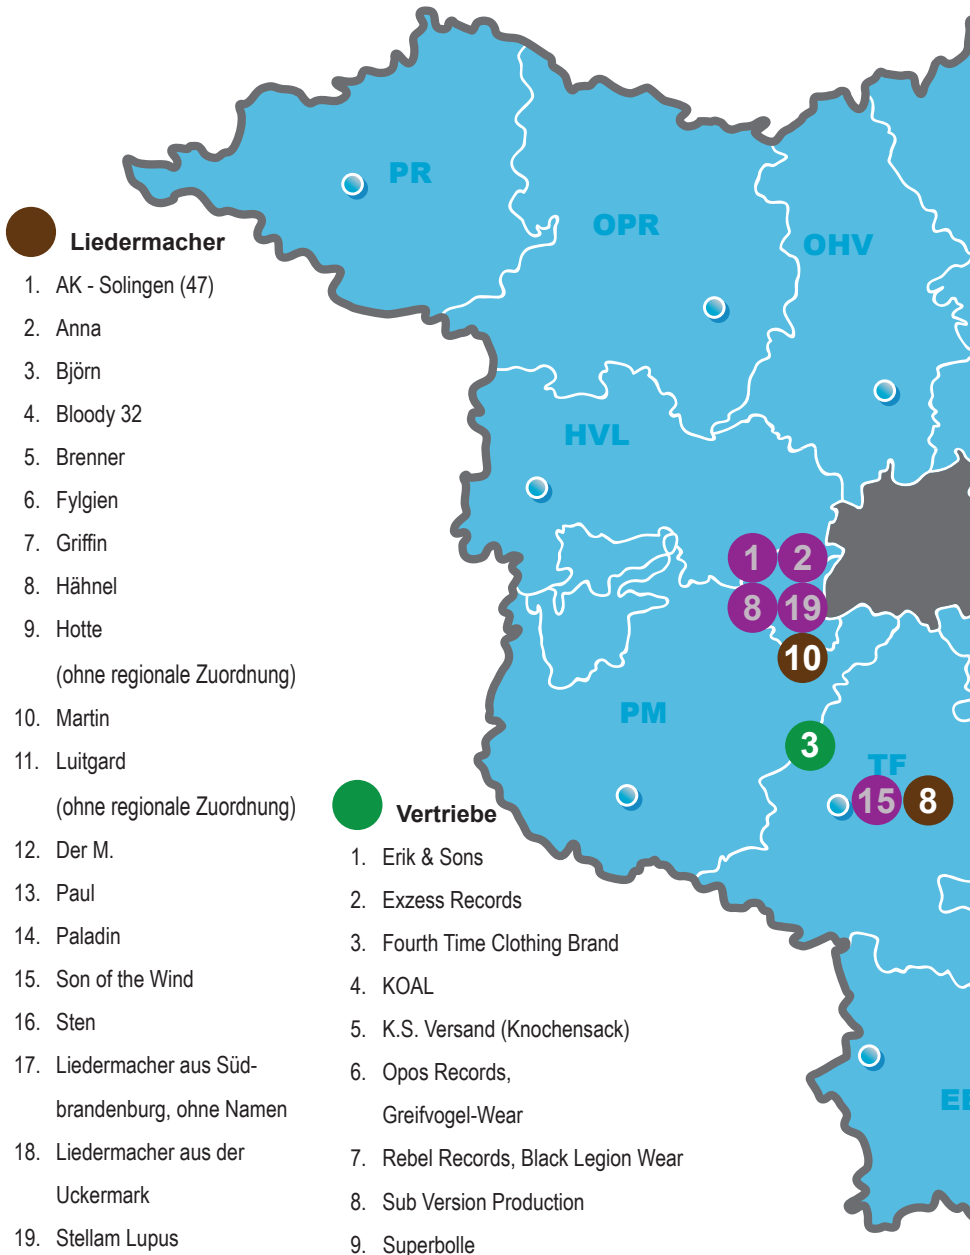 PR
OPR
OHV
HVL
1 2
8 19
10
PM
3
TF
15 8
Liedermacher
1. AK - Solingen (47)
2. Anna
3. Björn
4. Bloody 32
5. Brenner
6. Fylgien
7. Griffin
8. Hähnel
9. Hotte
(ohne regionale Zuordnung)
10. Martin
11. Luitgard
(ohne regionale Zuordnung)
12. Der M.
13. Paul
14. Paladin
15. Son of the Wind
16. Sten
17. Liedermacher aus Süd-
brandenburg, ohne Namen
18. Liedermacher aus der
Uckermark
19. Stellam Lupus
Vertriebe
1. Erik & Sons
2. Exzess Records
3. Fourth Time Clothing Brand
4. KOAL
5. K.S. Versand (Knochensack)
6. Opos Records,
Greifvogel-Wear
7. Rebel Records, Black Legion Wear
8. Sub Version Production
9. Superbolle